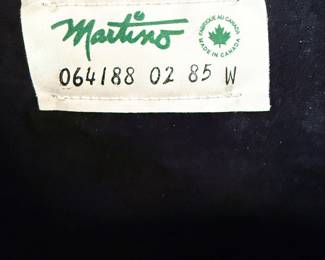 Martino
FABRIQUÉ AU CANADA
MADE IN CANADA
064188 02 85 W